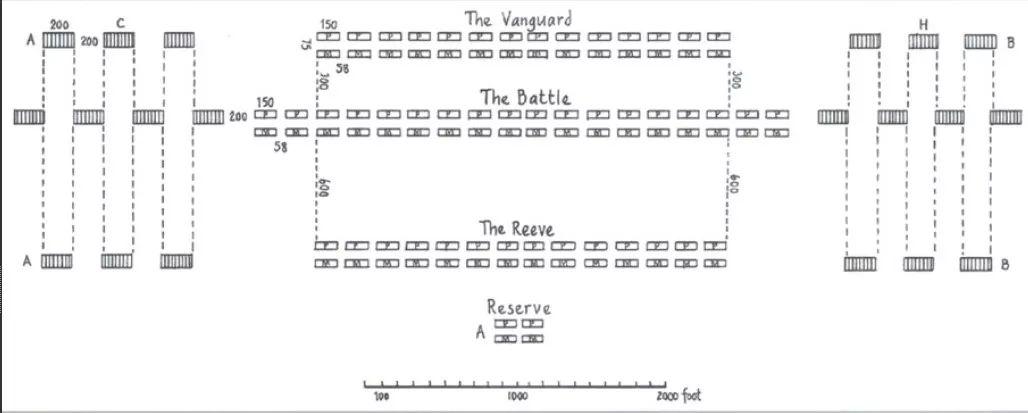 The Vanguard
200 C 150 H
A 200 B
P P P P P P P P P P P P P P
75
M M M M M M M M M M M M M M
58
300 300
The Battle
150
200 P P P P P P P P P P P P P P P P P P
M M M M M M M M M M M M M M M M M M
58
600 600
The Reeve
P P P P P P P P P P P P P P
A M M M M M M M M M M M M M M B
Reserve
P P
A
M M
100 1000 2000 foot